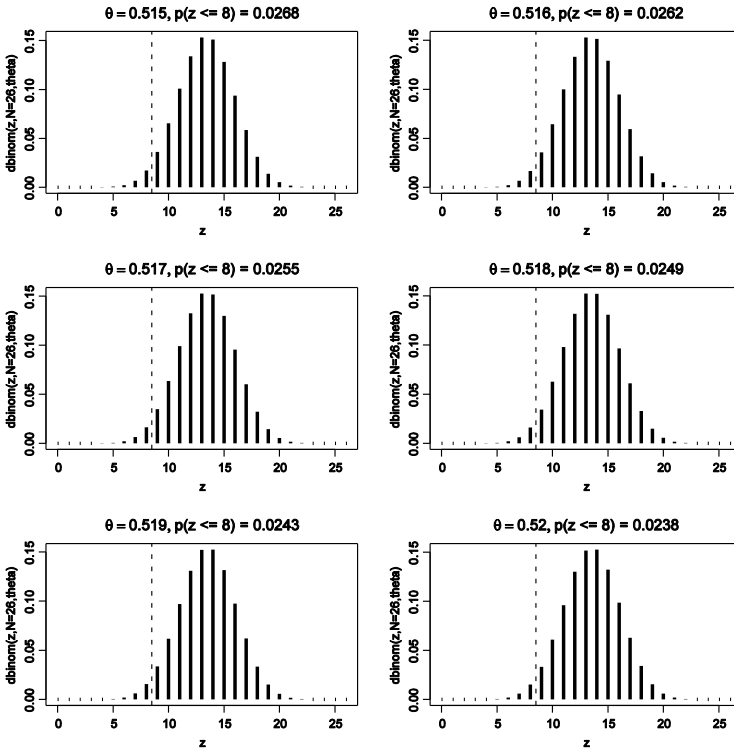 θ = 0.515, p(z <= 8) = 0.0268
dbinom(z,N=26,theta)
0.00 0.05 0.10 0.15
0 5 10 15 20 25
z
θ = 0.516, p(z <= 8) = 0.0262
dbinom(z,N=26,theta)
0.00 0.05 0.10 0.15
0 5 10 15 20 25
z
θ = 0.517, p(z <= 8) = 0.0255
dbinom(z,N=26,theta)
0.00 0.05 0.10 0.15
0 5 10 15 20 25
z
θ = 0.518, p(z <= 8) = 0.0249
dbinom(z,N=26,theta)
0.00 0.05 0.10 0.15
0 5 10 15 20 25
z
θ = 0.519, p(z <= 8) = 0.0243
dbinom(z,N=26,theta)
0.00 0.05 0.10 0.15
0 5 10 15 20 25
z
θ = 0.52, p(z <= 8) = 0.0238
dbinom(z,N=26,theta)
0.00 0.05 0.10 0.15
0 5 10 15 20 25
z